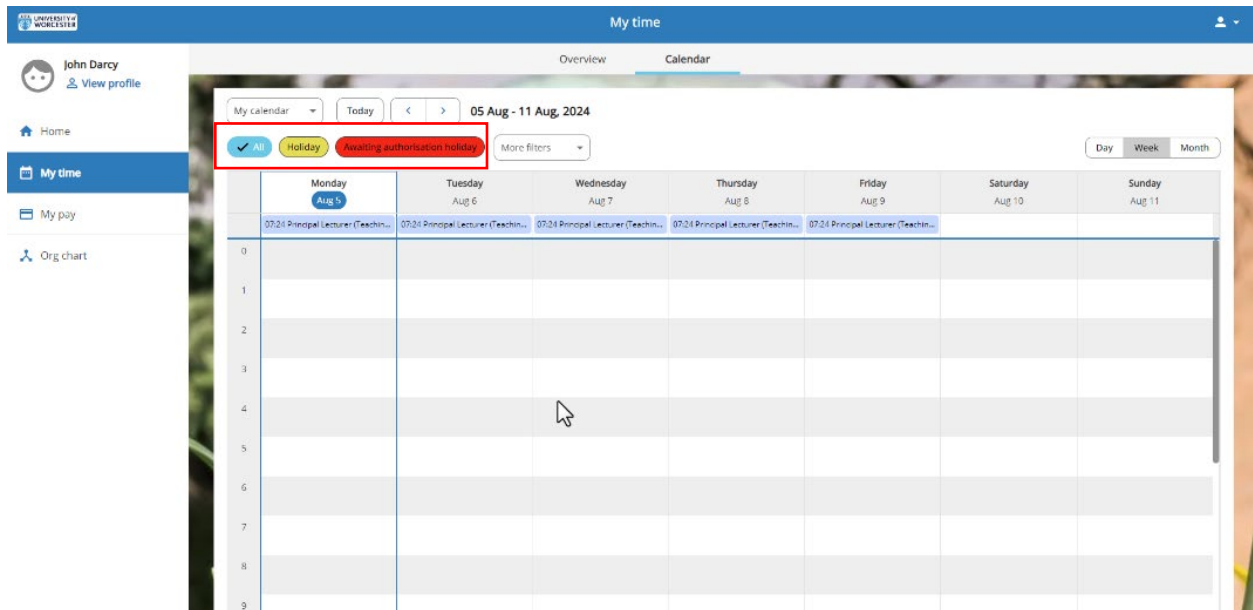 UNIVERSITY of
WORCESTER
My time
John Darcy
View profile
Home
My time
My pay
Org chart
Overview
Calendar
My calendar
Today
05 Aug - 11 Aug, 2024
All
Holiday
Awaiting authorisation holiday
More filters
Day
Week
Month
Monday
Aug 5
Tuesday
Aug 6
Wednesday
Aug 7
Thursday
Aug 8
Friday
Aug 9
Saturday
Aug 10
Sunday
Aug 11
07:24 Principal Lecturer (Teachin...
07:24 Principal Lecturer (Teachin...
07:24 Principal Lecturer (Teachin...
07:24 Principal Lecturer (Teachin...
07:24 Principal Lecturer (Teachin...
0
1
2
3
4
5
6
7
8
9